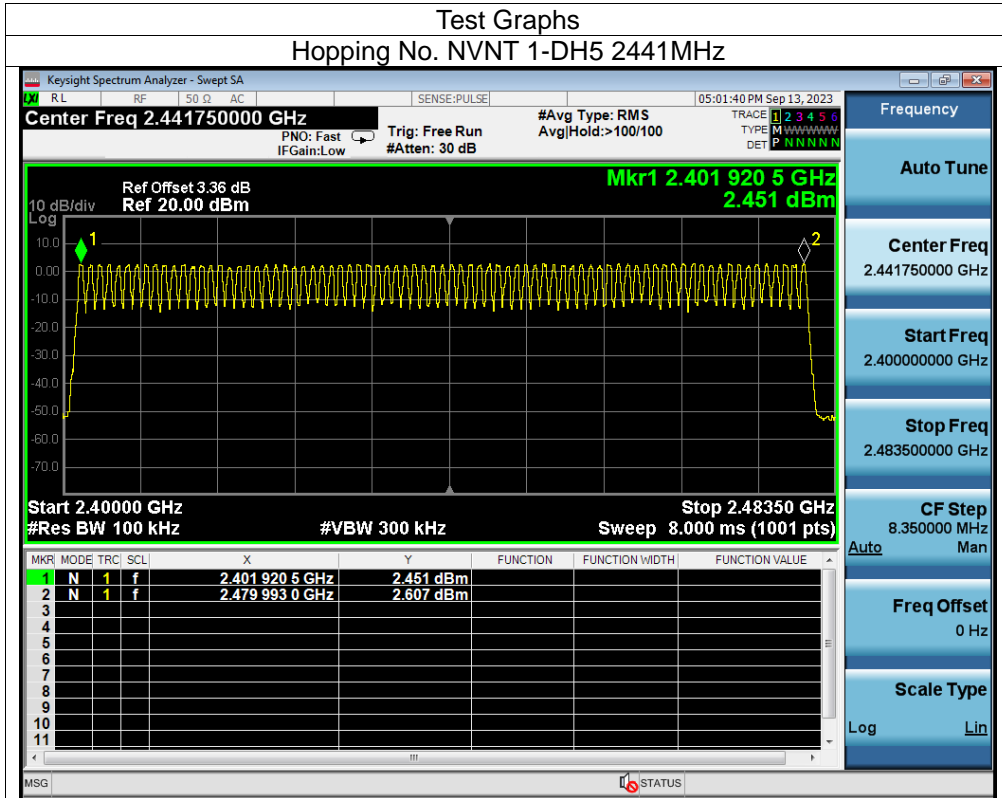 Test Graphs
Hopping No. NVNT 1-DH5 2441MHz
Keysight Spectrum Analyzer - Swept SA
LXI RL RF 50 Ω AC SENSE:PULSE 05:01:40 PM Sep 13, 2023
Center Freq 2.441750000 GHz
PNO: Fast
IFGain:Low
Trig: Free Run
#Atten: 30 dB
#Avg Type: RMS
Avg|Hold:>100/100
TRACE 1 2 3 4 5 6
TYPE M W W W W W
DET P N N N N N
Ref Offset 3.36 dB
10 dB/div Ref 20.00 dBm
Log
Mkr1 2.401 920 5 GHz
2.451 dBm
1
2
10.0
0.00
-10.0
-20.0
-30.0
-40.0
-50.0
-60.0
-70.0
Start 2.40000 GHz Stop 2.48350 GHz
#Res BW 100 kHz #VBW 300 kHz Sweep 8.000 ms (1001 pts)
MKR MODE TRC SCL X Y FUNCTION FUNCTION WIDTH FUNCTION VALUE
1 N 1 f 2.401 920 5 GHz 2.451 dBm
2 N 1 f 2.479 993 0 GHz 2.607 dBm
3
4
5
6
7
8
9
10
11
MSG STATUS
Frequency
Auto Tune
Center Freq
2.441750000 GHz
Start Freq
2.400000000 GHz
Stop Freq
2.483500000 GHz
CF Step
8.350000 MHz
Auto Man
Freq Offset
0 Hz
Scale Type
Log Lin